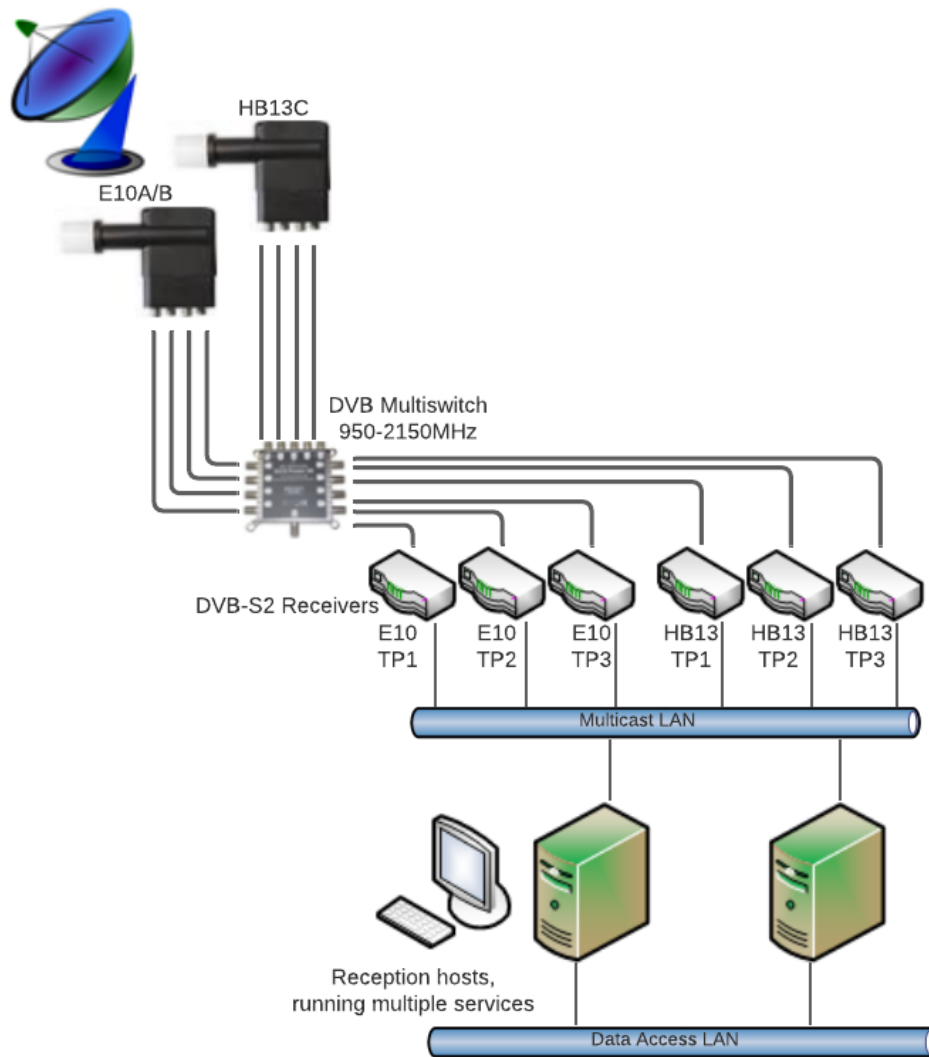 HB13C
E10A/B
DVB Multiswitch
950-2150MHz
DVB-S2 Receivers
E10
TP1
E10
TP2
E10
TP3
HB13
TP1
HB13
TP2
HB13
TP3
Multicast LAN
Reception hosts,
running multiple services
Data Access LAN